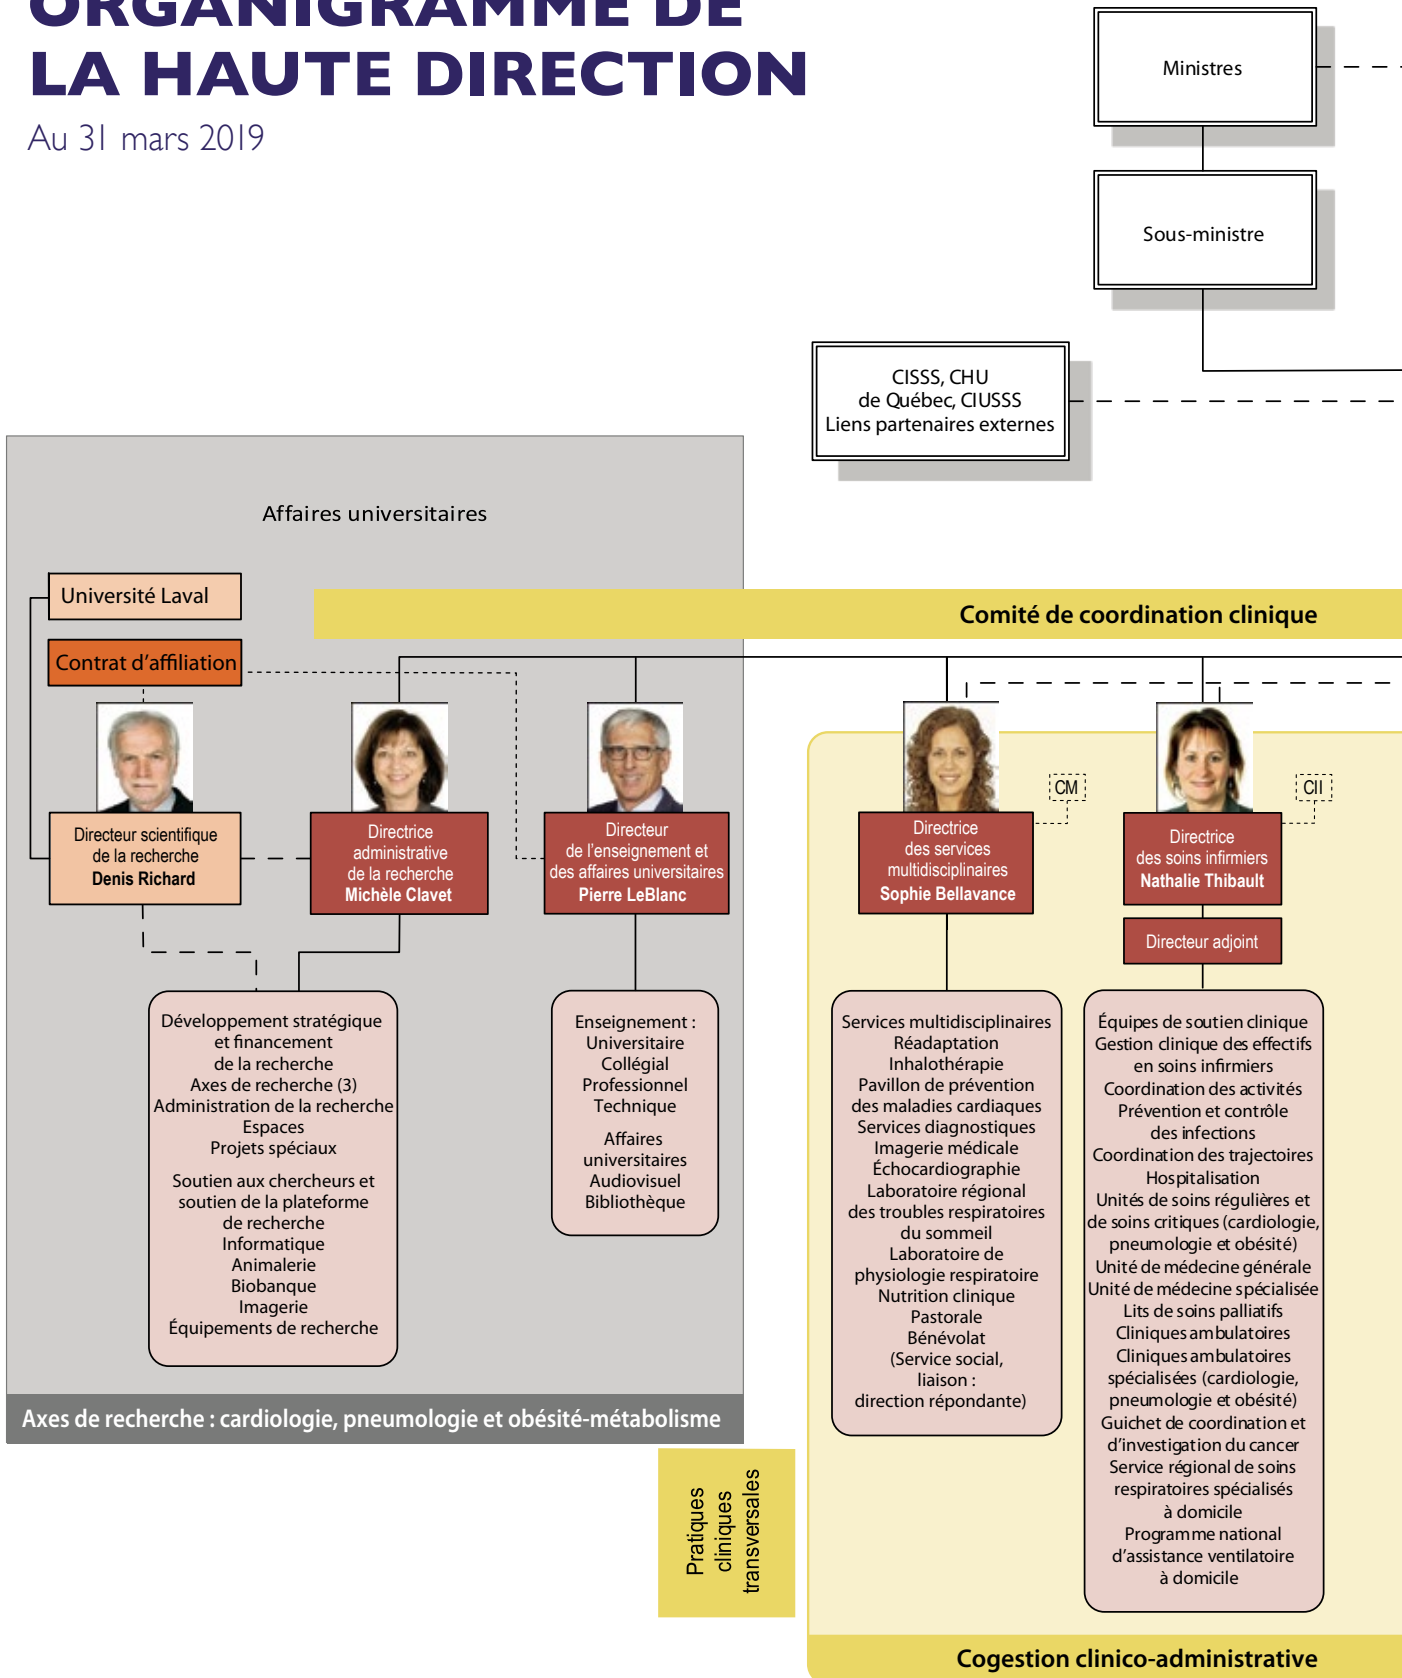 ORGANIGRAMME DE
LA HAUTE DIRECTION
Au 31 mars 2019
Ministres
Sous-ministre
CISSS, CHU
de Québec, CIUSSS
Liens partenaires externes
Affaires universitaires
Université Laval
Contrat d'affiliation
Comité de coordination clinique
Directeur scientifique
de la recherche
Denis Richard
Directrice
administrative
de la recherche
Michèle Clavet
Directeur
de l'enseignement et
des affaires universitaires
Pierre LeBlanc
CM
Directrice
des services
multidisciplinaires
Sophie Bellavance
CII
Directrice
des soins infirmiers
Nathalie Thibault
Directeur adjoint
Développement stratégique
et financement
de la recherche
Axes de recherche (3)
Administration de la recherche
Espaces
Projets spéciaux
Soutien aux chercheurs et
soutien de la plateforme
de recherche
Informatique
Animalerie
Biobanque
Imagerie
Équipements de recherche
Enseignement :
Universitaire
Collégial
Professionnel
Technique
Affaires
universitaires
Audiovisuel
Bibliothèque
Services multidisciplinaires
Réadaptation
Inhalothérapie
Pavillon de prévention
des maladies cardiaques
Services diagnostiques
Imagerie médicale
Échocardiographie
Laboratoire régional
des troubles respiratoires
du sommeil
Laboratoire de
physiologie respiratoire
Nutrition clinique
Pastorale
Bénévolat
(Service social,
liaison :
direction répondante)
Équipes de soutien clinique
Gestion clinique des effectifs
en soins infirmiers
Coordination des activités
Prévention et contrôle
des infections
Coordination des trajectoires
Hospitalisation
Unités de soins régulières et
de soins critiques (cardiologie,
pneumologie et obésité)
Unité de médecine générale
Unité de médecine spécialisée
Lits de soins palliatifs
Cliniques ambulatoires
Cliniques ambulatoires
spécialisées (cardiologie,
pneumologie et obésité)
Guichet de coordination et
d'investigation du cancer
Service régional de soins
respiratoires spécialisés
à domicile
Programme national
d'assistance ventilatoire
à domicile
Axes de recherche : cardiologie, pneumologie et obésité-métabolisme
Pratiques
cliniques
transversales
Cogestion clinico-administrative